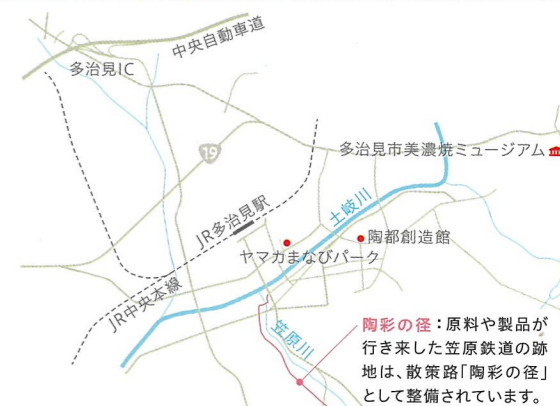 中央自動車道
多治見IC
19
多治見市美濃焼ミュージアム
土岐川
JR多治見駅
陶都創造館
ヤマカまなびパーク
JR中央本線
笠原川
陶彩の径：原料や製品が
行き来した笠原鉄道の跡
地は、散策路「陶彩の径」
として整備されています。